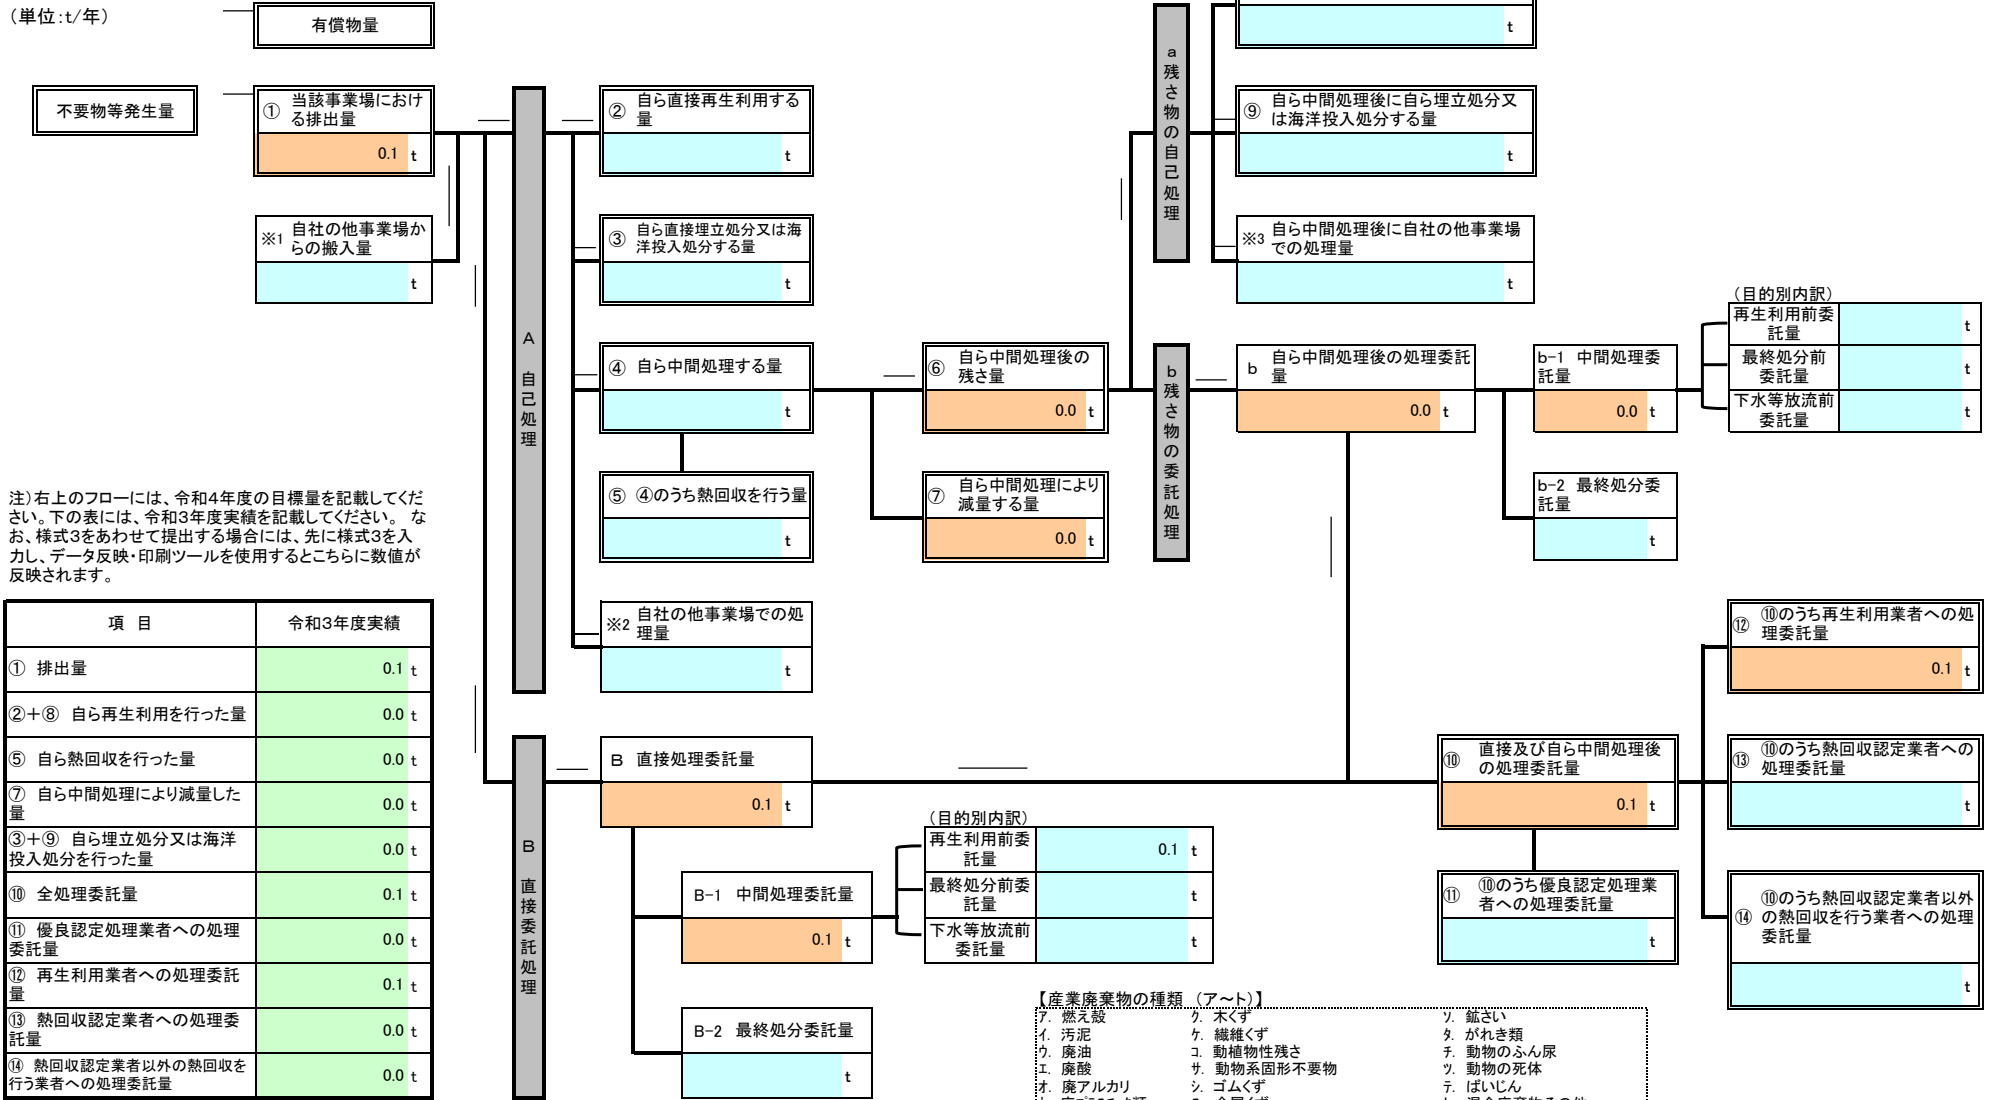 （単位:t/年）
有償物量
不要物等発生量
① 当該事業場におけ
る排出量
0.1 t
※1 自社の他事業場か
らの搬入量
t
A 自己処理
② 自ら直接再生利用する
量
t
③ 自ら直接埋立処分又は海
洋投入処分する量
t
④ 自ら中間処理する量
t
⑤ ④のうち熱回収を行う量
t
※2 自社の他事業場での処
理量
t
⑥ 自ら中間処理後の
残さ量
0.0 t
⑦ 自ら中間処理により
減量する量
0.0 t
a 残さ物の自己処理
t
⑨ 自ら中間処理後に自ら埋立処分又
は海洋投入処分する量
t
※3 自ら中間処理後に自社の他事業場
での処理量
t
b 残さ物の委託処理
b 自ら中間処理後の処理委託
量
0.0 t
b-1 中間処理委
託量
0.0 t
b-2 最終処分委
託量
t
（目的別内訳）
再生利用前委
託量
t
最終処分前
委託量
t
下水等放流前
委託量
t
注）右上のフローには、令和4年度の目標量を記載してくだ
さい。下の表には、令和3年度実績を記載してください。 な
お、様式3をあわせて提出する場合には、先に様式3を入
力し、データ反映・印刷ツールを使用するとこちらに数値が
反映されます。
項 目 令和3年度実績
① 排出量 0.1 t
②＋⑧ 自ら再生利用を行った量 0.0 t
⑤ 自ら熱回収を行った量 0.0 t
⑦ 自ら中間処理により減量した
量 0.0 t
③＋⑨ 自ら埋立処分又は海洋
投入処分を行った量 0.0 t
⑩ 全処理委託量 0.1 t
⑪ 優良認定処理業者への処理
委託量 0.0 t
⑫ 再生利用業者への処理委託
量 0.1 t
⑬ 熱回収認定業者への処理委
託量 0.0 t
⑭ 熱回収認定業者以外の熱回収を
行う業者への処理委託量 0.0 t
B 直接委託処理
B 直接処理委託量
0.1 t
B-1 中間処理委託量
0.1 t
B-2 最終処分委託量
t
（目的別内訳）
再生利用前委
託量
0.1 t
最終処分前委
託量
t
下水等放流前
委託量
t
⑩ 直接及び自ら中間処理後
の処理委託量
0.1 t
⑪ ⑩のうち優良認定処理業
者への処理委託量
t
⑫ ⑩のうち再生利用業者への処
理委託量
0.1 t
⑬ ⑩のうち熱回収認定業者への
処理委託量
t
⑭ ⑩のうち熱回収認定業者以外
の熱回収を行う業者への処理
委託量
t
【産業廃棄物の種類 （ア～ト）】
ア. 燃え殻 ク. 木くず ソ. 鉱さい
イ. 汚泥 ケ. 繊維くず タ. がれき類
ウ. 廃油 コ. 動植物性残さ チ. 動物のふん尿
エ. 廃酸 サ. 動物系固形不要物 ツ. 動物の死体
オ. 廃アルカリ シ. ゴムくず テ. ばいじん